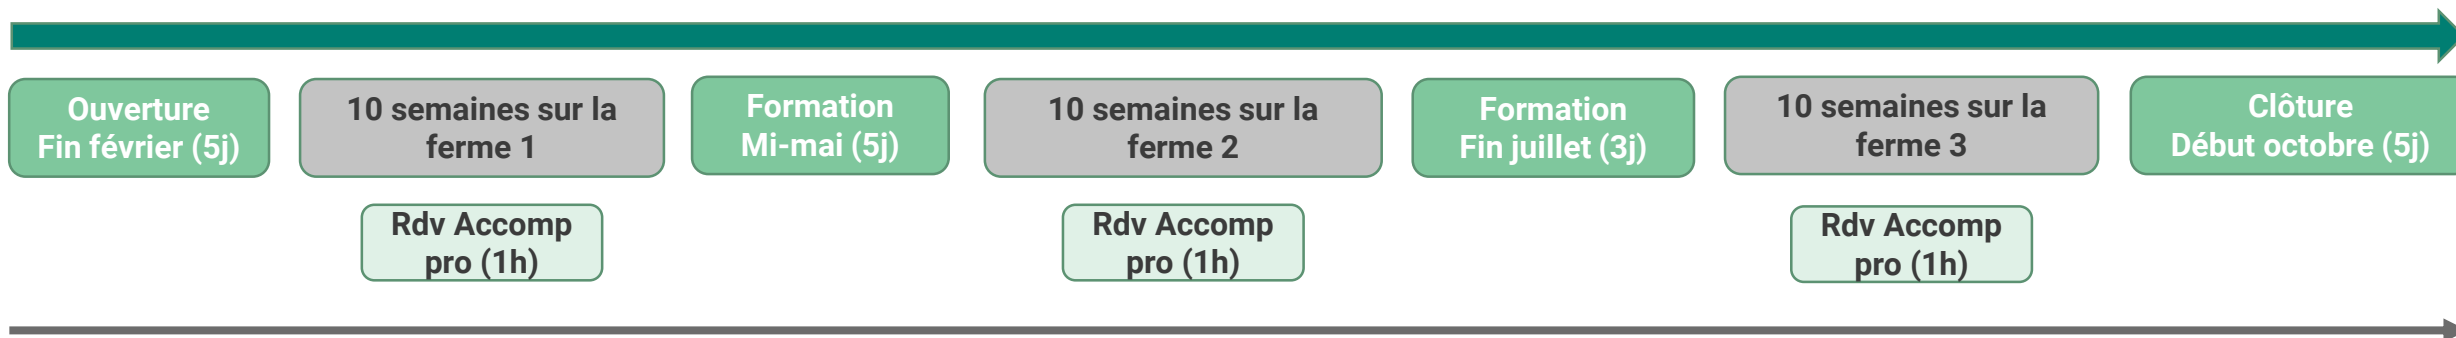 Ouverture
Fin février (5j)
10 semaines sur la
ferme 1
Formation
Mi-mai (5j)
10 semaines sur la
ferme 2
Formation
Fin juillet (3j)
10 semaines sur la
ferme 3
Clôture
Début octobre (5j)
Rdv Accomp
pro (1h)
Rdv Accomp
pro (1h)
Rdv Accomp
pro (1h)